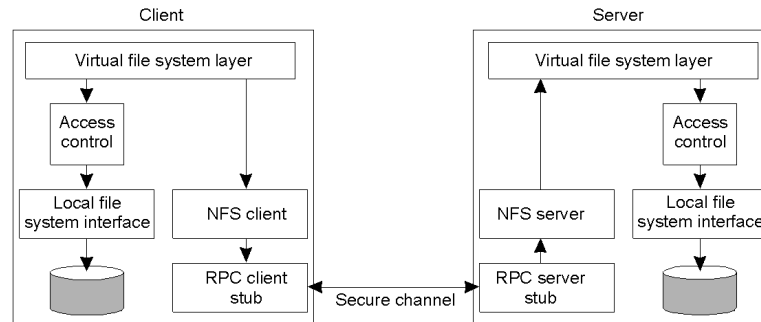 Client
Server
Virtual file system layer
Virtual file system layer
Access
control
Access
control
Local file
system interface
NFS client
NFS server
Local file
system interface
RPC client
stub
Secure channel
RPC server
stub